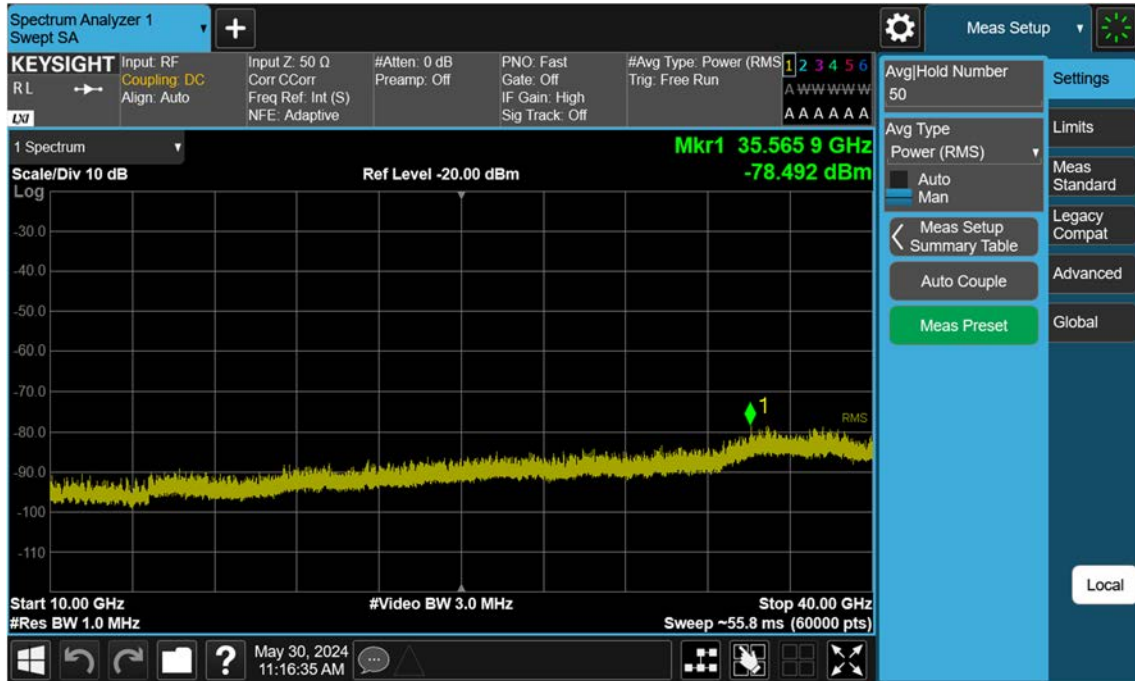 Spectrum Analyzer 1
Swept SA
Meas Setup
KEYSIGHT
R L
LXI
Input: RF
Coupling: DC
Align: Auto
Input Z: 50 Ω
Corr CCorr
Freq Ref: Int (S)
NFE: Adaptive
#Atten: 0 dB
Preamp: Off
PNO: Fast
Gate: Off
IF Gain: High
Sig Track: Off
#Avg Type: Power (RMS
Trig: Free Run
1 2 3 4 5 6
A W W W W W
A A A A A A
1 Spectrum
Mkr1 35.565 9 GHz
-78.492 dBm
Scale/Div 10 dB
Ref Level -20.00 dBm
Log
-30.0
-40.0
-50.0
-60.0
-70.0
-80.0
-90.0
-100
-110
1
RMS
Start 10.00 GHz
#Video BW 3.0 MHz
Stop 40.00 GHz
#Res BW 1.0 MHz
Sweep ~55.8 ms (60000 pts)
May 30, 2024
11:16:35 AM
Avg|Hold Number
50
Avg Type
Power (RMS)
Auto
Man
Meas Setup
Summary Table
Auto Couple
Meas Preset
Settings
Limits
Meas
Standard
Legacy
Compat
Advanced
Global
Local